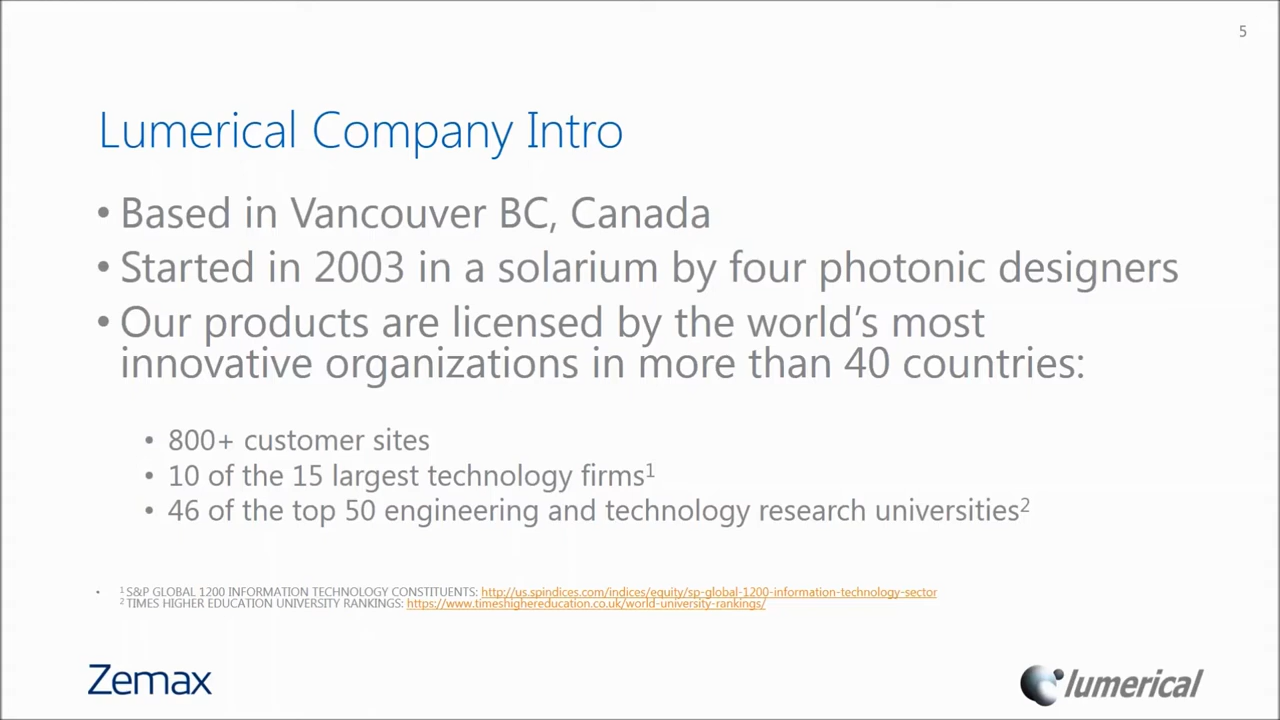 5
Lumerical Company Intro
• Based in Vancouver BC, Canada
• Started in 2003 in a solarium by four photonic designers
• Our products are licensed by the world's most
innovative organizations in more than 40 countries:
• 800+ customer sites
• 10 of the 15 largest technology firms¹
• 46 of the top 50 engineering and technology research universities²
• ¹ S&P GLOBAL 1200 INFORMATION TECHNOLOGY CONSTITUENTS: http://us.spindices.com/indices/equity/sp-global-1200-information-technology-sector
² TIMES HIGHER EDUCATION UNIVERSITY RANKINGS: https://www.timeshighereducation.co.uk/world-university-rankings/
Zemax
lumerical